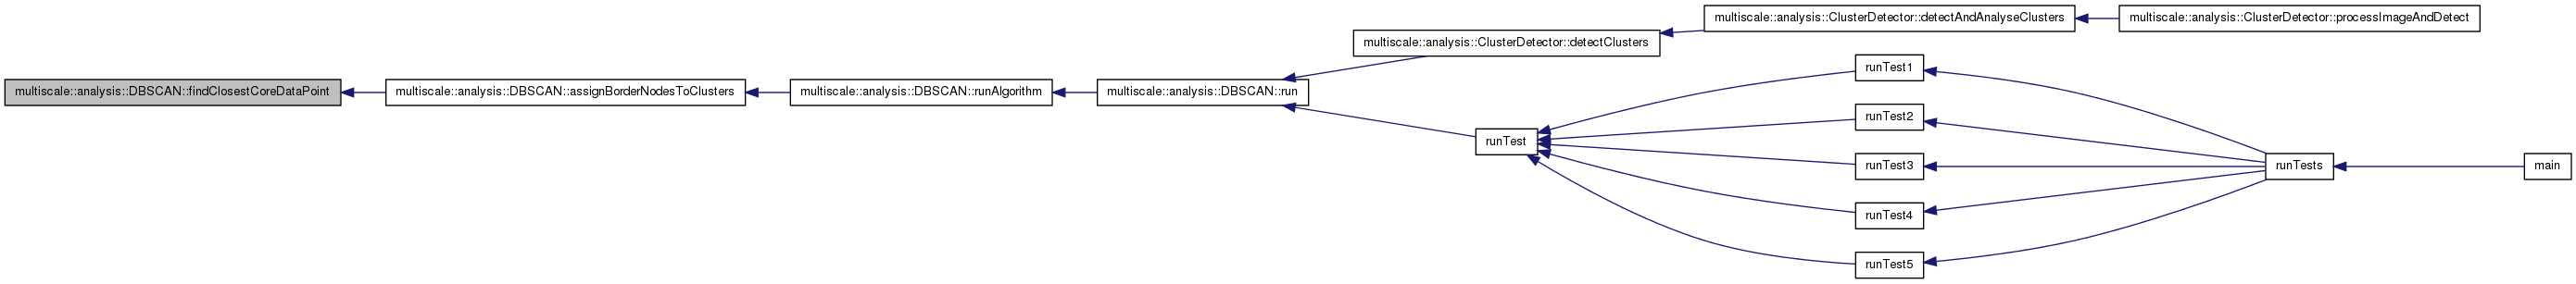 multiscale::analysis::ClusterDetector::detectAndAnalyseClusters
multiscale::analysis::ClusterDetector::processImageAndDetect
multiscale::analysis::ClusterDetector::detectClusters
runTest1
multiscale::analysis::DBSCAN::findClosestCoreDataPoint
multiscale::analysis::DBSCAN::assignBorderNodesToClusters
multiscale::analysis::DBSCAN::runAlgorithm
multiscale::analysis::DBSCAN::run
runTest2
runTest
runTest3
runTests
main
runTest4
runTest5